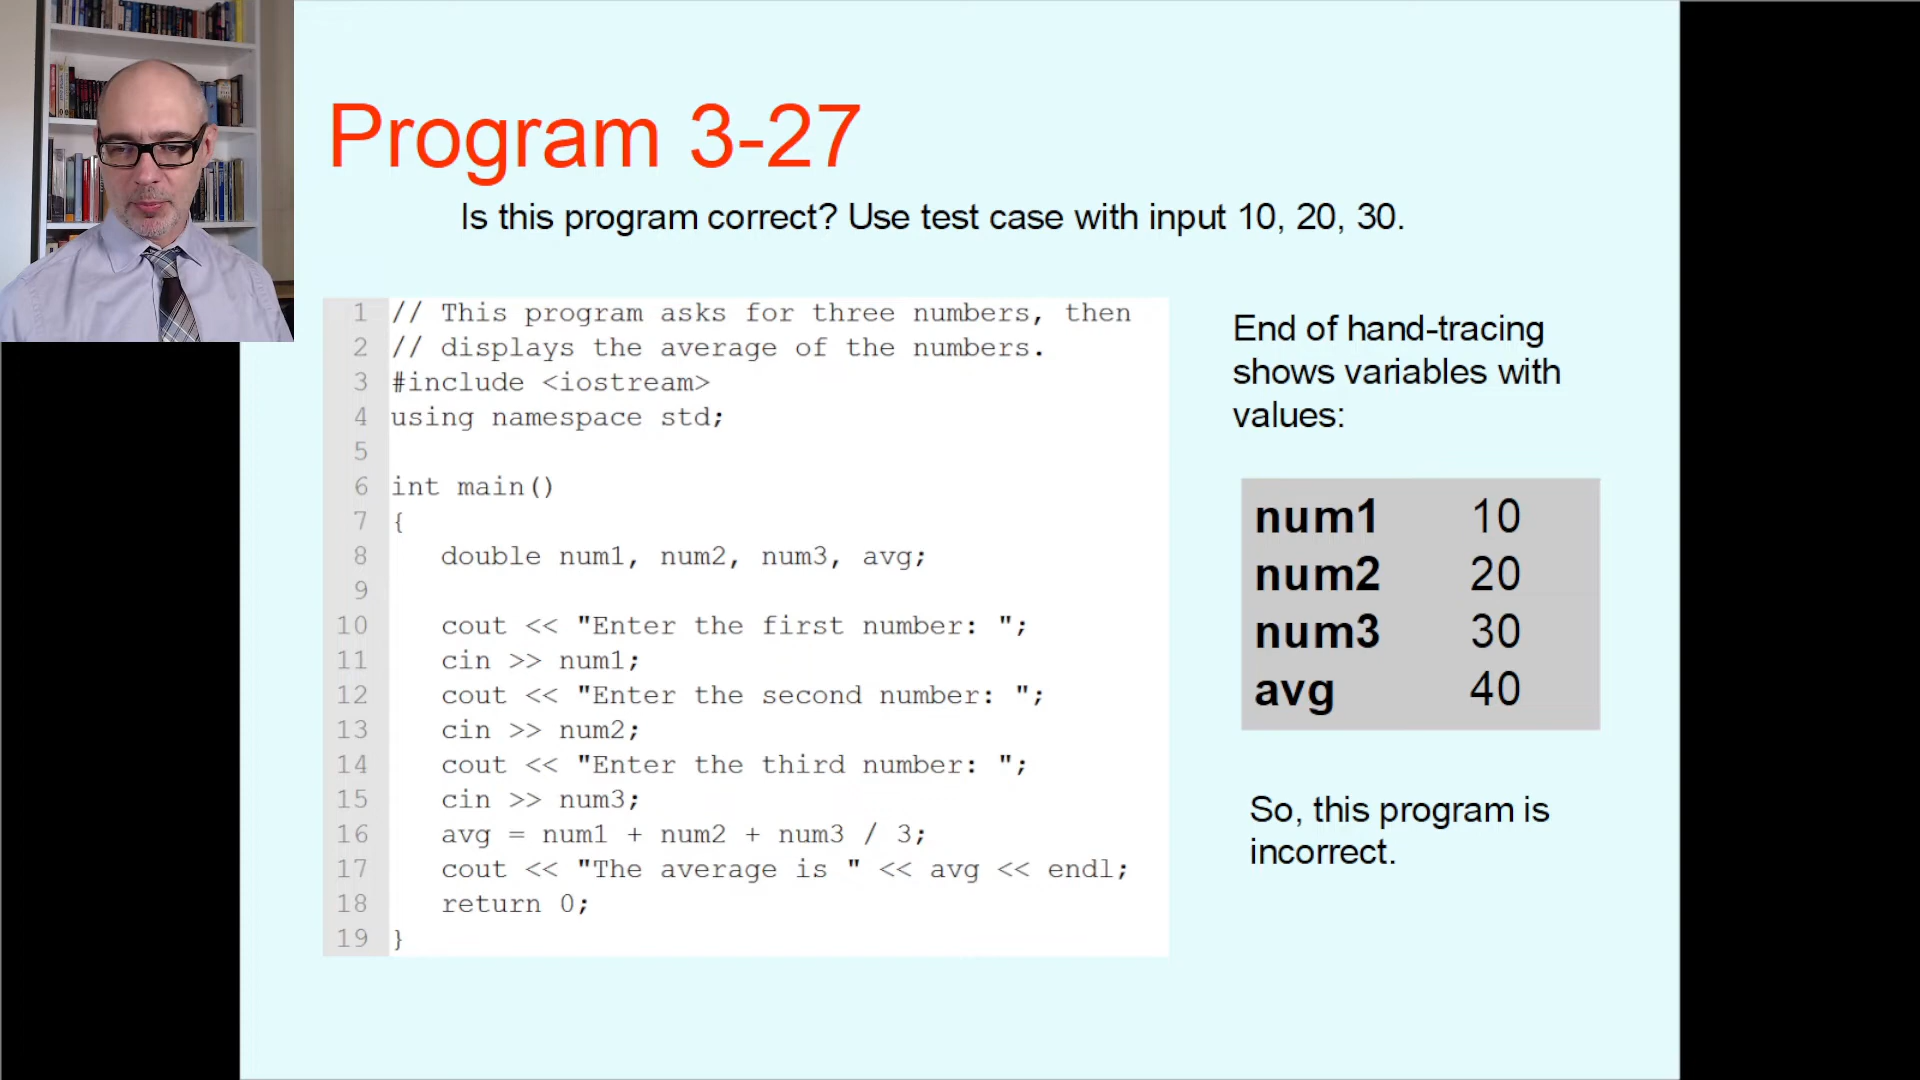 Program 3-27
Is this program correct? Use test case with input 10, 20, 30.
1 // This program asks for three numbers, then
2 // displays the average of the numbers.
3 #include <iostream>
4 using namespace std;
5
6 int main()
7 {
8    double num1, num2, num3, avg;
9
10    cout << "Enter the first number: ";
11    cin >> num1;
12    cout << "Enter the second number: ";
13    cin >> num2;
14    cout << "Enter the third number: ";
15    cin >> num3;
16    avg = num1 + num2 + num3 / 3;
17    cout << "The average is " << avg << endl;
18    return 0;
19 }
End of hand-tracing
shows variables with
values:
num1 10
num2 20
num3 30
avg 40
So, this program is
incorrect.